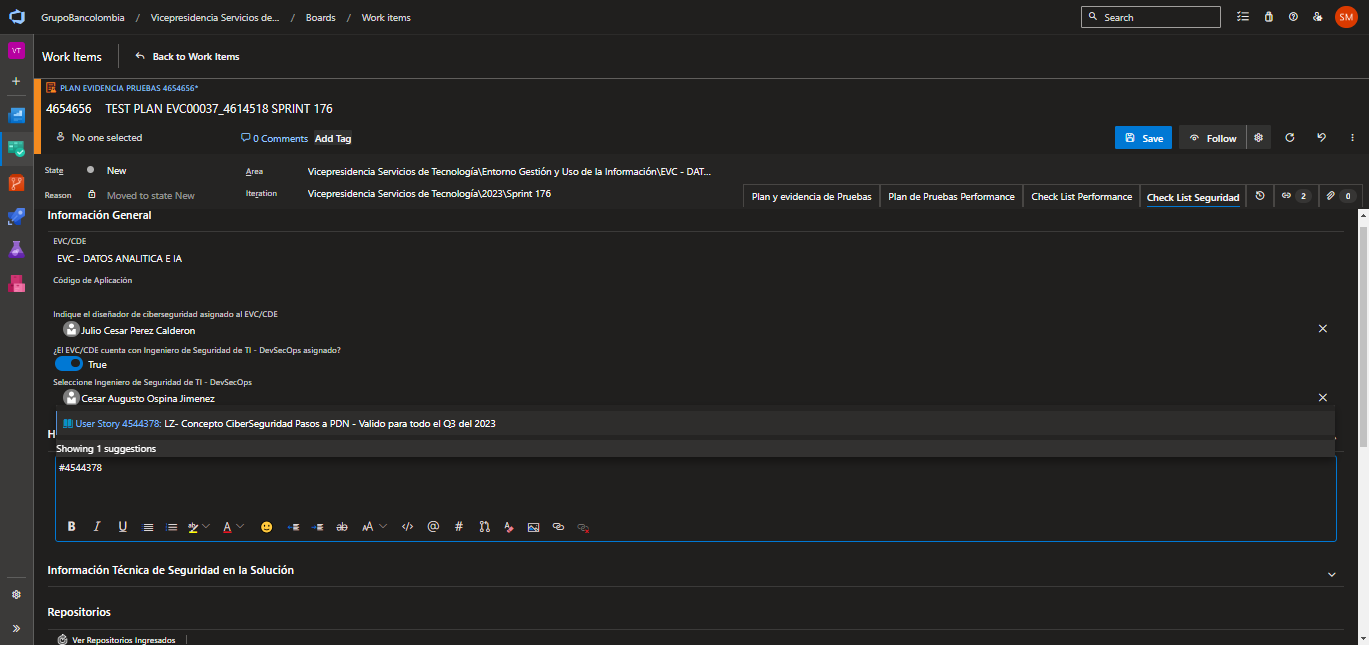 GrupoBancolombia / Vicepresidencia Servicios de... / Boards / Work items
Search
SM
VT
Work Items
Back to Work Items
PLAN EVIDENCIA PRUEBAS 4654656*
4654656 TEST PLAN EVC00037_4614518 SPRINT 176
No one selected
0 Comments
Add Tag
Save
Follow
State
New
Area
Vicepresidencia Servicios de Tecnología\Entorno Gestión y Uso de la Información\EVC - DAT...
Reason
Moved to state New
Iteration
Vicepresidencia Servicios de Tecnología\2023\Sprint 176
Plan y evidencia de Pruebas
Plan de Pruebas Performance
Check List Performance
Check List Seguridad
2
0
Información General
EVC/CDE
EVC - DATOS ANALITICA E IA
Código de Aplicación
Indique el diseñador de ciberseguridad asignado al EVC/CDE
Julio Cesar Perez Calderon
¿El EVC/CDE cuenta con Ingeniero de Seguridad de TI - DevSecOps asignado?
True
Seleccione Ingeniero de Seguridad de TI - DevSecOps
Cesar Augusto Ospina Jimenez
User Story 4544378: LZ- Concepto CiberSeguridad Pasos a PDN - Valido para todo el Q3 del 2023
H
Showing 1 suggestions
#4544378
Información Técnica de Seguridad en la Solución
Repositorios
Ver Repositorios Ingresados